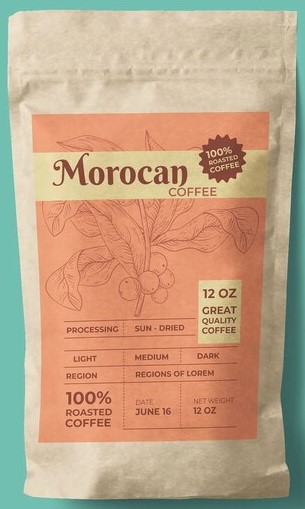 Morocan
COFFEE
100%
ROASTED
COFFEE
12 OZ
GREAT
QUALITY
COFFEE
PROCESSING SUN - DRIED
LIGHT MEDIUM DARK
REGION REGIONS OF LOREM
100%
ROASTED
COFFEE
DATE
JUNE 16
NET WEIGHT
12 OZ